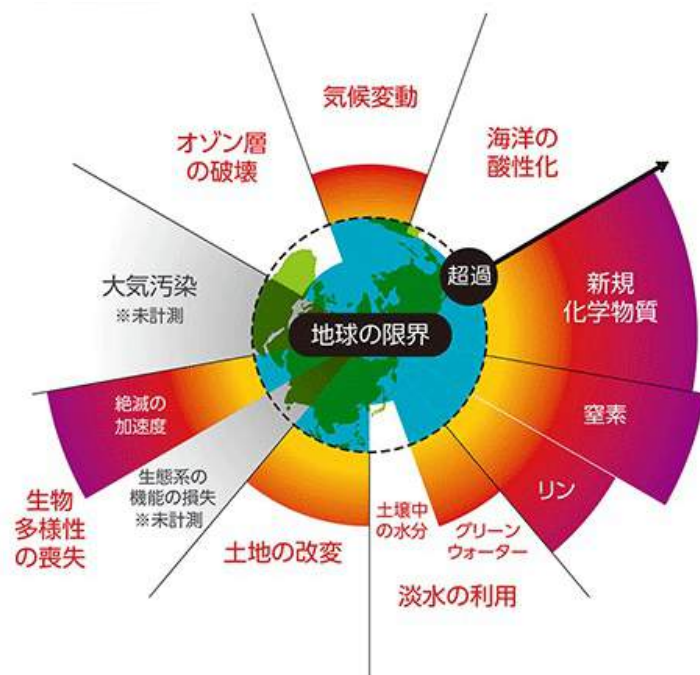 気候変動
オゾン層
の破壊
海洋の
酸性化
大気汚染
※未計測
超過
新規
化学物質
地球の限界
絶滅の
加速度
窒素
生態系の
機能の損失
※未計測
リン
生物
多様性
の喪失
土地の改変
土壌中
の水分
グリーン
ウォーター
淡水の利用